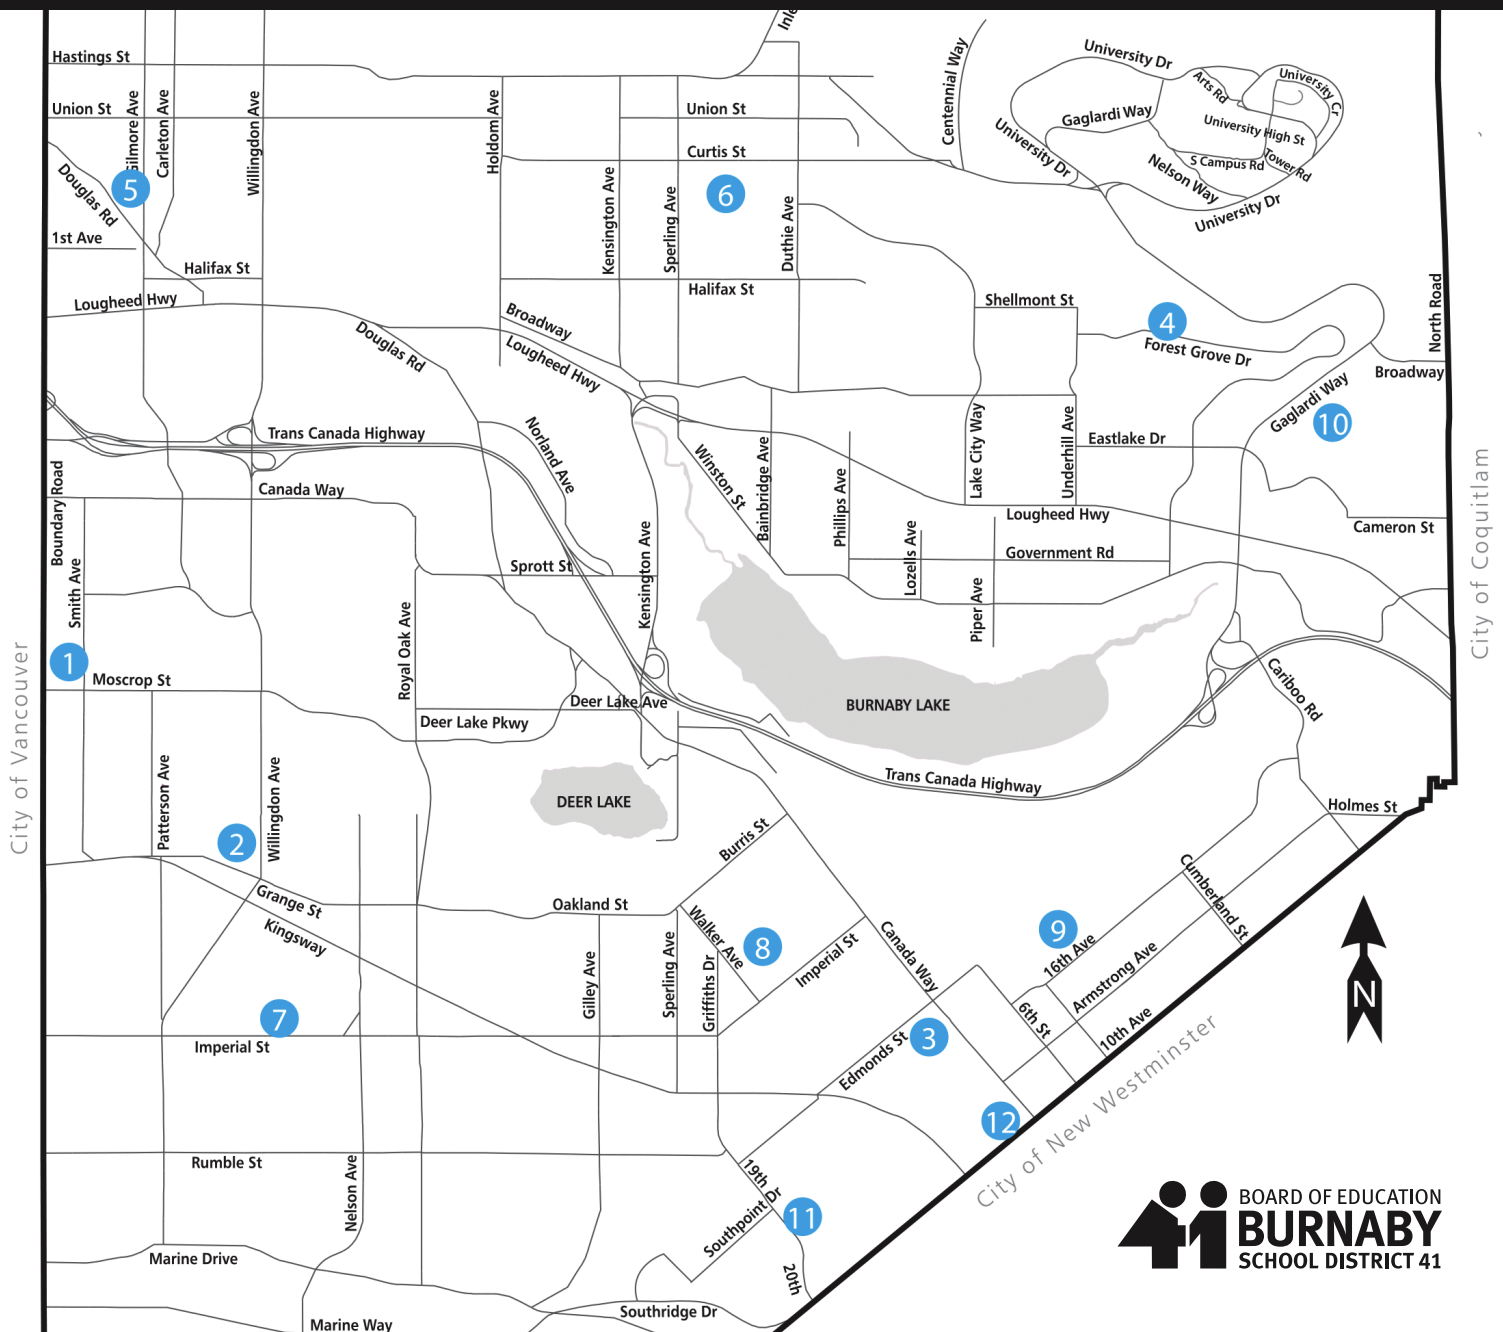 Inle
Hastings St
University Dr
University Cr
Arts Rd
Centennial Way
Union St
Gilmore Ave
Carleton Ave
Willingdon Ave
Holdom Ave
Union St
Gaglardi Way
University High St
University Dr
Curtis St
S Campus Rd
Tower Rd
Nelson Way
University Dr
Douglas Rd
5
6
Kensington Ave
Sperling Ave
Duthie Ave
1st Ave
Halifax St
Halifax St
Lougheed Hwy
Shellmont St
North Road
4
Broadway
Douglas Rd
Lougheed Hwy
Forest Grove Dr
Broadway
Gaglardi Way
10
Trans Canada Highway
Norland Ave
Winston St
Bainbridge Ave
Phillips Ave
Lake City Way
Underhill Ave
Eastlake Dr
Boundary Road
Canada Way
Lougheed Hwy
Cameron St
City of Coquitlam
Smith Ave
Sprott St
Kensington Ave
Lozells Ave
Government Rd
Piper Ave
Royal Oak Ave
1
Moscrop St
Deer Lake Ave
Deer Lake Pkwy
BURNABY LAKE
Cariboo Rd
City of Vancouver
Patterson Ave
Willingdon Ave
DEER LAKE
Trans Canada Highway
Holmes St
2
Burris St
Cumberland St
Grange St
Oakland St
Kingsway
Walker Ave
8
Imperial St
Canada Way
9
16th Ave
Armstrong Ave
Gilley Ave
Sperling Ave
Griffiths Dr
N
7
Imperial St
Edmonds St
3
6th St
10th Ave
12
City of New Westminster
Rumble St
Nelson Ave
19th
Southpoint Dr
11
20th
Marine Drive
Southridge Dr
Marine Way
BOARD OF EDUCATION
BURNABY
SCHOOL DISTRICT 41